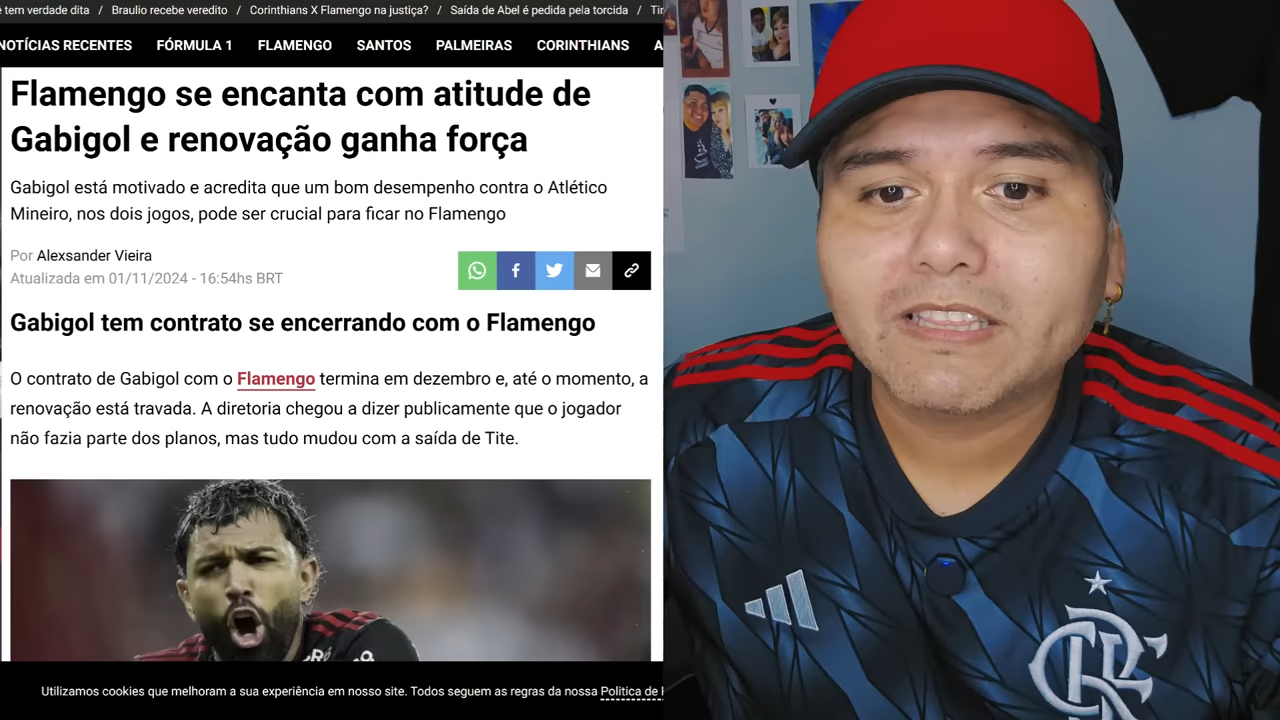 tem verdade dita / Braulio recebe veredito / Corinthians X Flamengo na justiça? / Saída de Abel é pedida pela torcida /
NOTÍCIAS RECENTES FÓRMULA 1 FLAMENGO SANTOS PALMEIRAS CORINTHIANS
Flamengo se encanta com atitude de
Gabigol e renovação ganha força
Gabigol está motivado e acredita que um bom desempenho contra o Atlético
Mineiro, nos dois jogos, pode ser crucial para ficar no Flamengo
Por Alexsander Vieira
Atualizada em 01/11/2024 - 16:54hs BRT
Gabigol tem contrato se encerrando com o Flamengo
O contrato de Gabigol com o Flamengo termina em dezembro e, até o momento, a
renovação está travada. A diretoria chegou a dizer publicamente que o jogador
não fazia parte dos planos, mas tudo mudou com a saída de Tite.
Utilizamos cookies que melhoram a sua experiência em nosso site. Todos seguem as regras da nossa Politica de